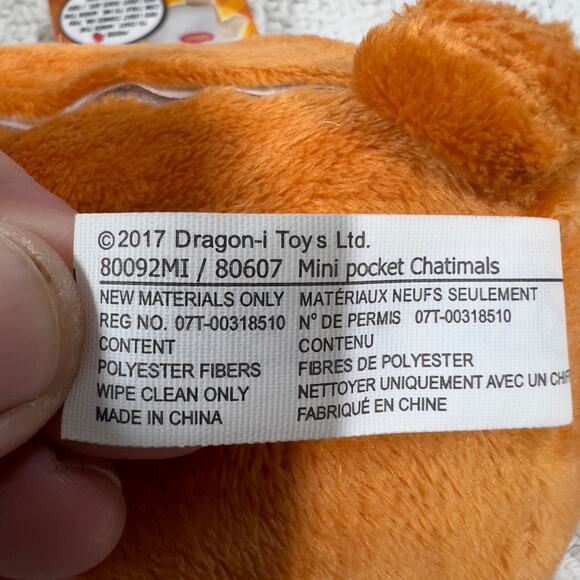 ©2017 Dragon-i Toys Ltd.
80092MI / 80607 Mini pocket Chatimals
NEW MATERIALS ONLY
REG NO. 07T-00318510
CONTENT
POLYESTER FIBERS
WIPE CLEAN ONLY
MADE IN CHINA
MATÉRIAUX NEUFS SEULEMENT
N° DE PERMIS 07T-00318510
CONTENU
FIBRES DE POLYESTER
NETTOYER UNIQUEMENT AVEC UN CHIF
FABRIQUÉ EN CHINE